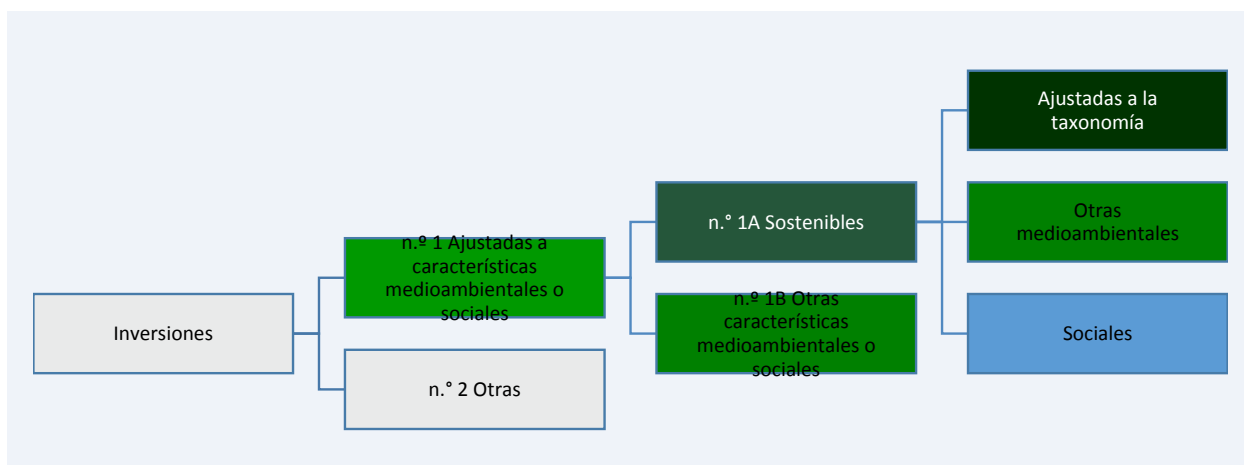 Inversiones
n.º 1 Ajustadas a
características
medioambientales o
sociales
n.° 2 Otras
n.° 1A Sostenibles
n.º 1B Otras
características
medioambientales o
sociales
Ajustadas a la
taxonomía
Otras
medioambientales
Sociales